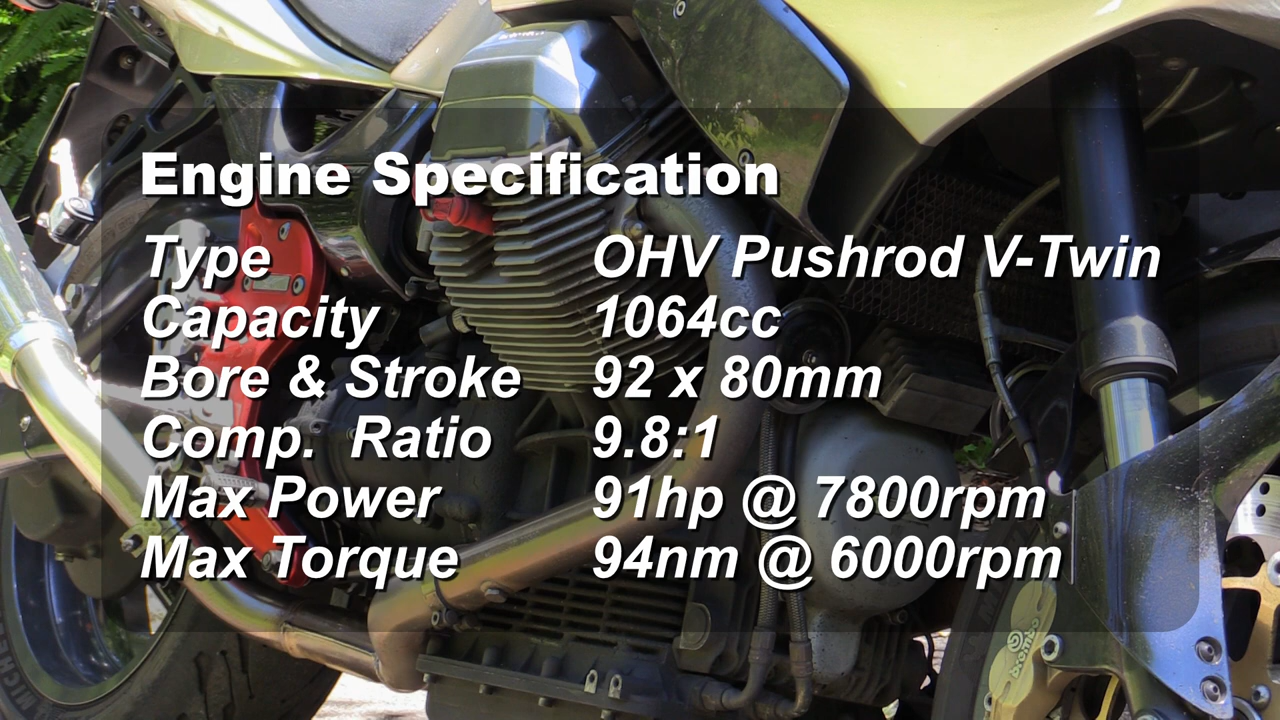 Engine Specification
Type OHV Pushrod V-Twin
Capacity 1064cc
Bore & Stroke 92 x 80mm
Comp. Ratio 9.8:1
Max Power 91hp @ 7800rpm
Max Torque 94nm @ 6000rpm
brembo